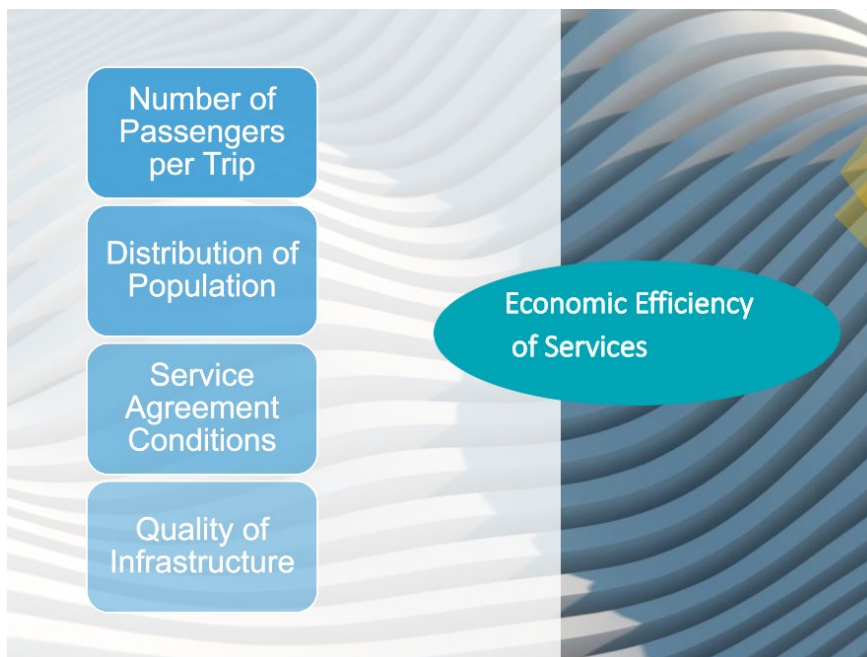 Number of
Passengers
per Trip
Distribution of
Population
Service
Agreement
Conditions
Quality of
Infrastructure
Economic Efficiency
of Services